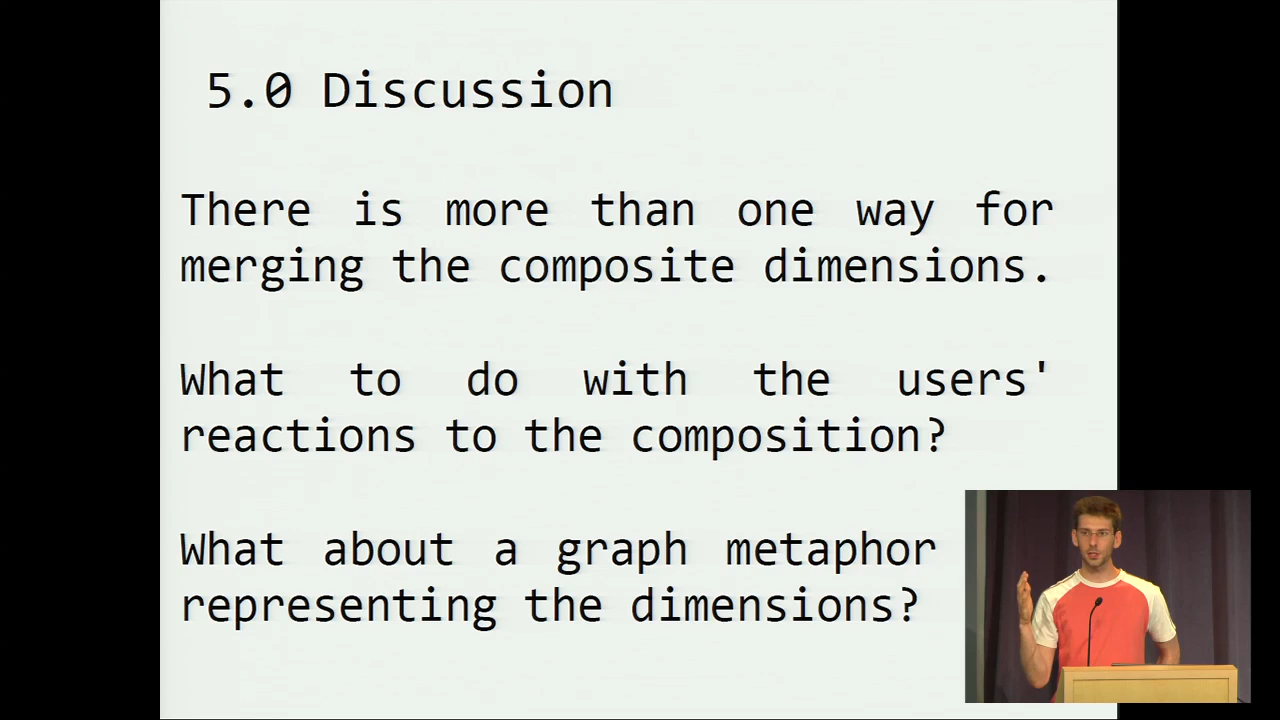 5.0 Discussion
There is more than one way for
merging the composite dimensions.
What to do with the users'
reactions to the composition?
What about a graph metaphor
representing the dimensions?